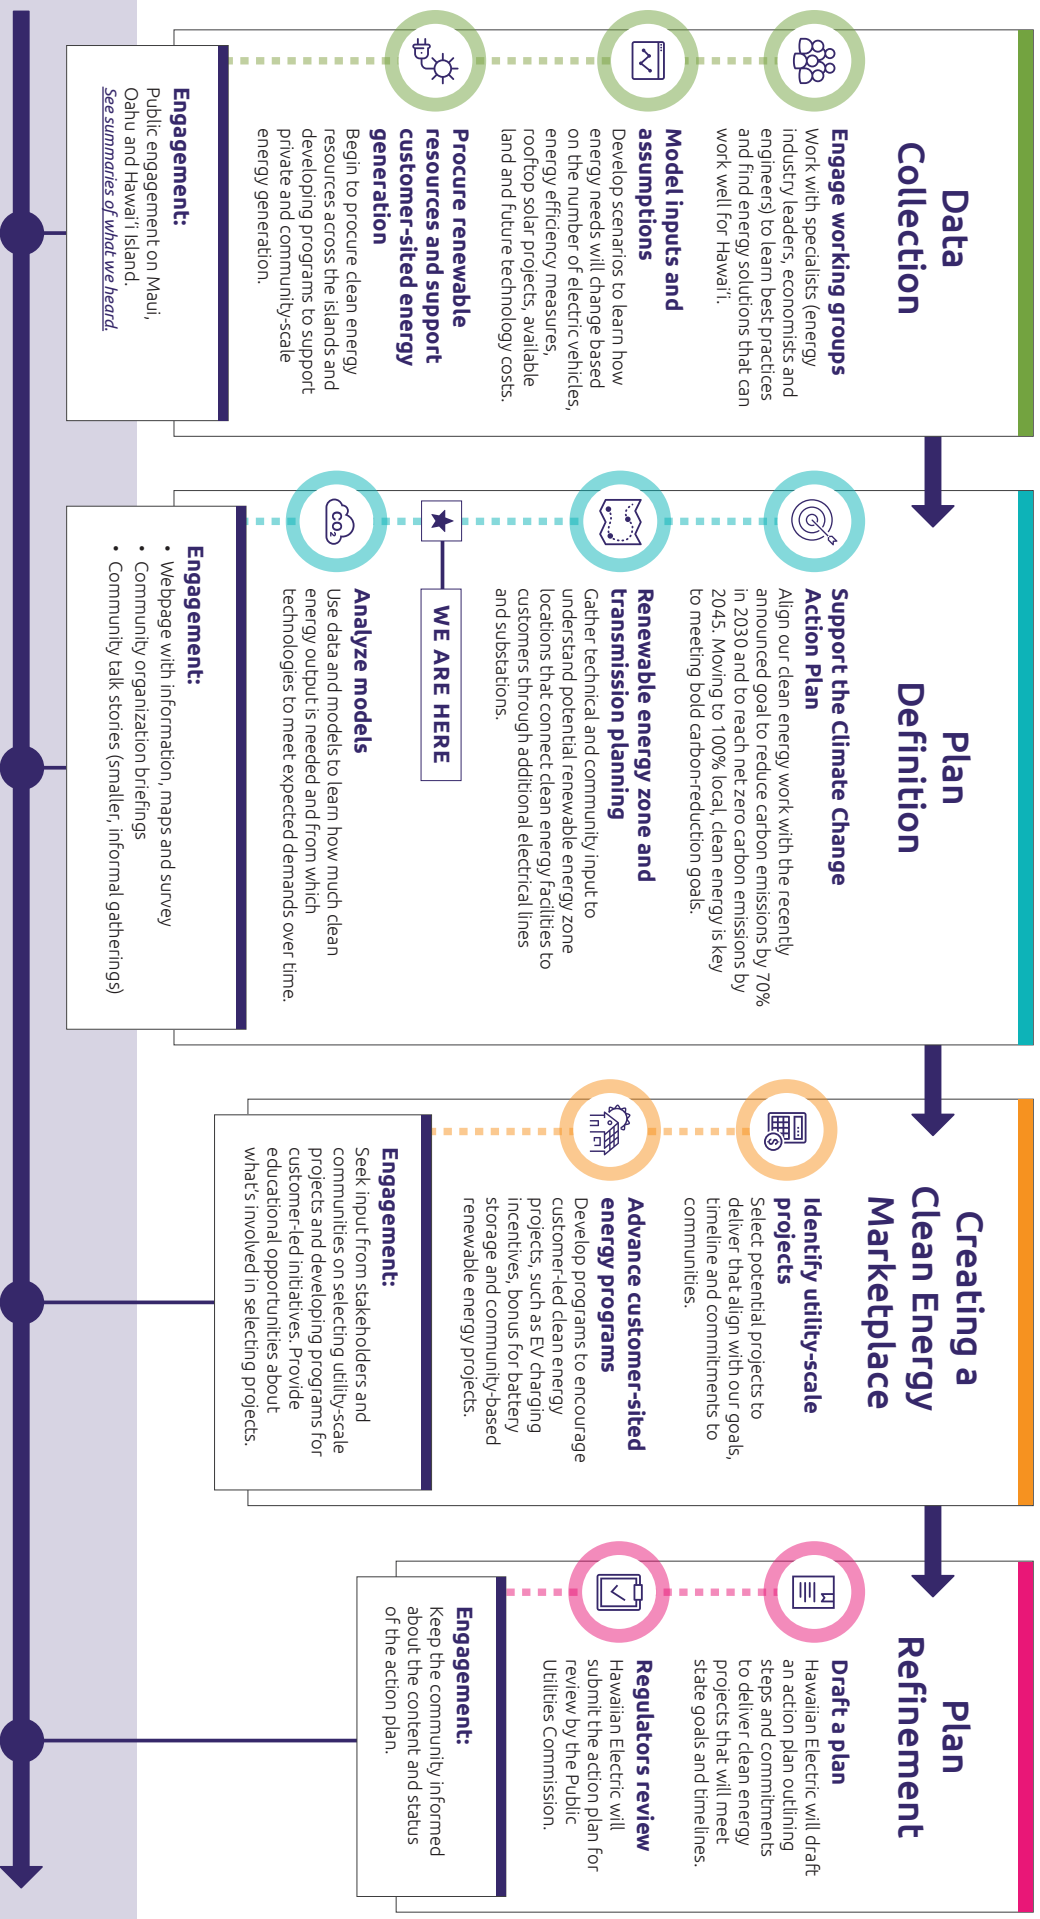 Data
Collection
Engage working groups
Work with specialists (energy
industry leaders, economists and
engineers) to learn best practices
and find energy solutions that can
work well for Hawai‘i.
Model inputs and
assumptions
Develop scenarios to learn how
energy needs will change based
on the number of electric vehicles,
energy efficiency measures,
rooftop solar projects, available
land and future technology costs.
Procure renewable
resources and support
customer-sited energy
generation
Begin to procure clean energy
resources across the islands and
developing programs to support
private and community-scale
energy generation.
Engagement:
Public engagement on Maui,
Oahu and Hawai‘i Island.
See summaries of what we heard.
Plan
Definition
Support the Climate Change
Action Plan
Align our clean energy work with the recently
announced goal to reduce carbon emissions by 70%
in 2030 and to reach net zero carbon emissions by
2045. Moving to 100% local, clean energy is key
to meeting bold carbon-reduction goals.
Renewable energy zone and
transmission planning
Gather technical and community input to
understand potential renewable energy zone
locations that connect clean energy facilities to
customers through additional electrical lines
and substations.
WE ARE HERE
CO₂
Analyze models
Use data and models to learn how much clean
energy output is needed and from which
technologies to meet expected demands over time.
Engagement:
• Webpage with information, maps and survey
• Community organization briefings
• Community talk stories (smaller, informal gatherings)
Creating a
Clean Energy
Marketplace
$
Identify utility-scale
projects
Select potential projects to
deliver that align with our goals,
timeline and commitments to
communities.
Advance customer-sited
energy programs
Develop programs to encourage
customer-led clean energy
projects, such as EV charging
incentives, bonus for battery
storage and community-based
renewable energy projects.
Engagement:
Seek input from stakeholders and
communities on selecting utility-scale
projects and developing programs for
customer-led initiatives. Provide
educational opportunities about
what's involved in selecting projects.
Plan
Refinement
Draft a plan
Hawaiian Electric will draft
an action plan outlining
steps and commitments
to deliver clean energy
projects that will meet
state goals and timelines.
Regulators review
Hawaiian Electric will
submit the action plan for
review by the Public
Utilities Commission.
Engagement:
Keep the community informed
about the content and status
of the action plan.